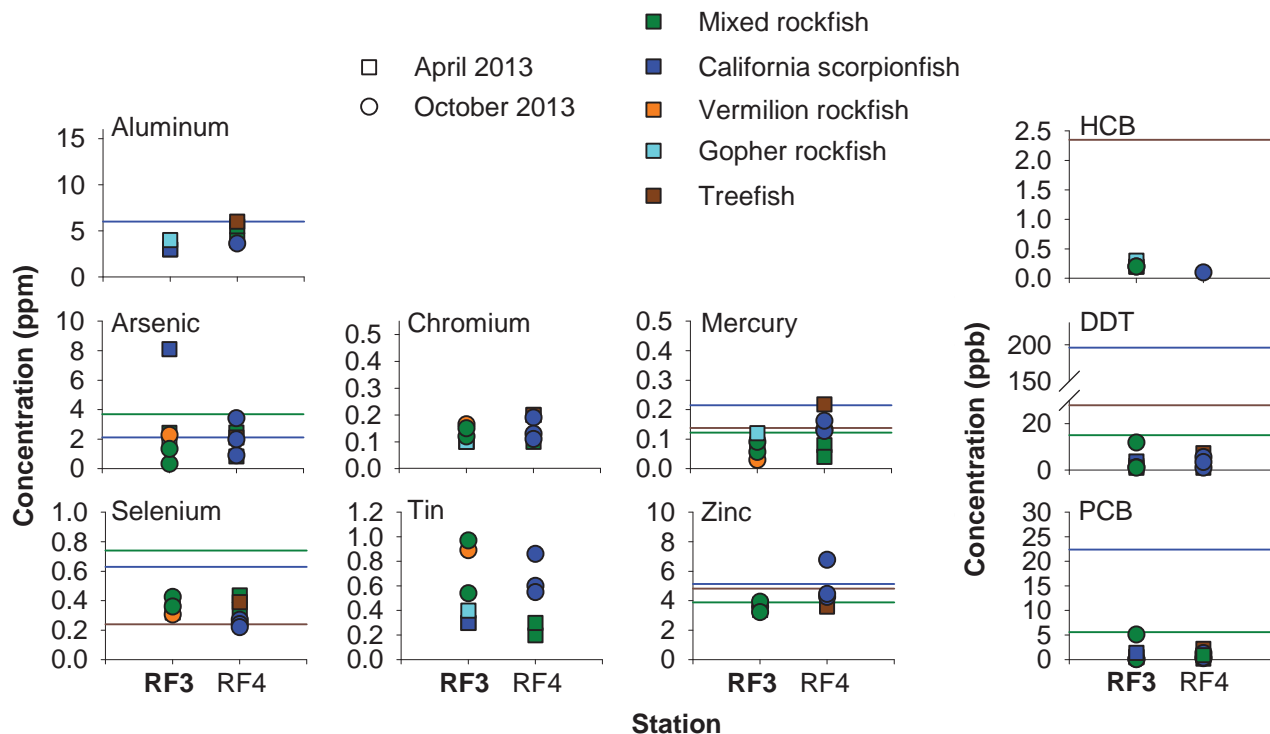 April 2013
October 2013
Mixed rockfish
California scorpionfish
Vermilion rockfish
Gopher rockfish
Treefish
Concentration (ppm)
Aluminum
15
10
5
0
Arsenic
10
8
6
4
2
0
Chromium
0.5
0.4
0.3
0.2
0.1
0.0
Mercury
0.5
0.4
0.3
0.2
0.1
0.0
Selenium
1.0
0.8
0.6
0.4
0.2
0.0
RF3 RF4
Tin
1.2
1.0
0.8
0.6
0.4
0.2
0.0
RF3 RF4
Zinc
10
8
6
4
2
0
RF3 RF4
Concentration (ppb)
HCB
2.5
2.0
1.5
1.0
0.5
0.0
DDT
200
150
20
0
PCB
30
25
20
15
10
5
0
RF3 RF4
Station